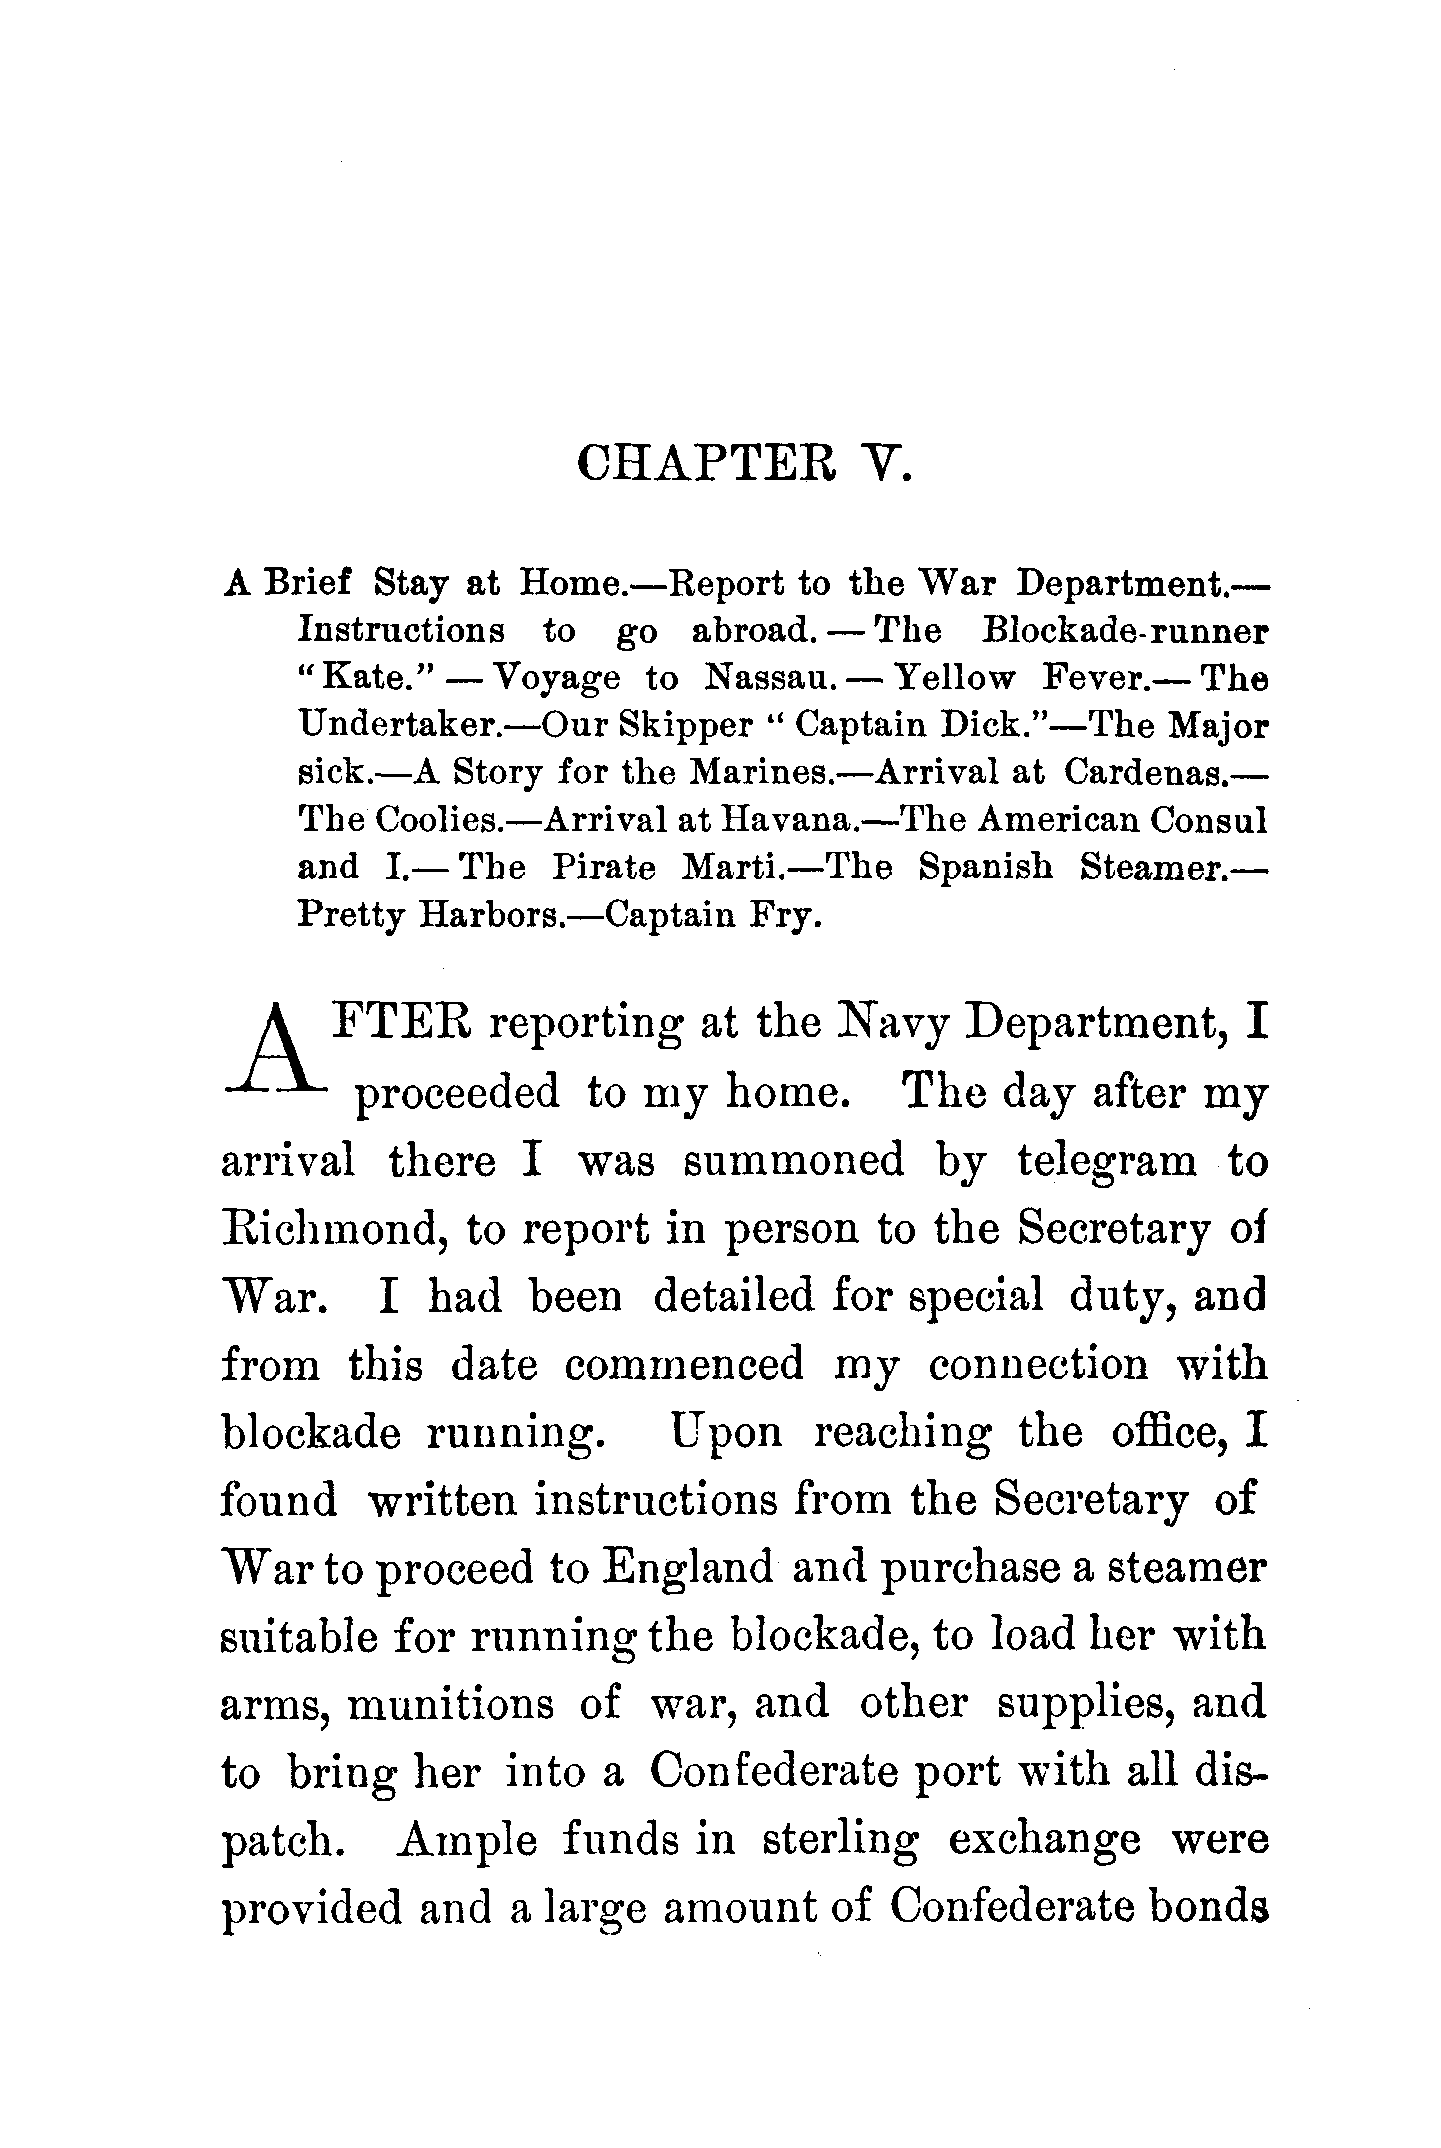 CHAPTER V.
A Brief Stay at Home.—Report to the War Department.—
Instructions to go abroad. — The Blockade-runner
“Kate.” — Voyage to Nassau. — Yellow Fever.— The
Undertaker.—Our Skipper “ Captain Dick.”—The Major
sick.—A Story for the Marines.—Arrival at Cardenas.—
The Coolies.—Arrival at Havana.—The American Consul
and I.— The Pirate Marti.—The Spanish Steamer.—
Pretty Harbors.—Captain Fry.
AFTER reporting at the Navy Department, I
proceeded to my home. The day after my
arrival there I was summoned by telegram to
Richmond, to report in person to the Secretary of
War. I had been detailed for special duty, and
from this date commenced my connection with
blockade running. Upon reaching the office, I
found written instructions from the Secretary of
War to proceed to England and purchase a steamer
suitable for running the blockade, to load her with
arms, munitions of war, and other supplies, and
to bring her into a Confederate port with all dis-
patch. Ample funds in sterling exchange were
provided and a large amount of Confederate bonds